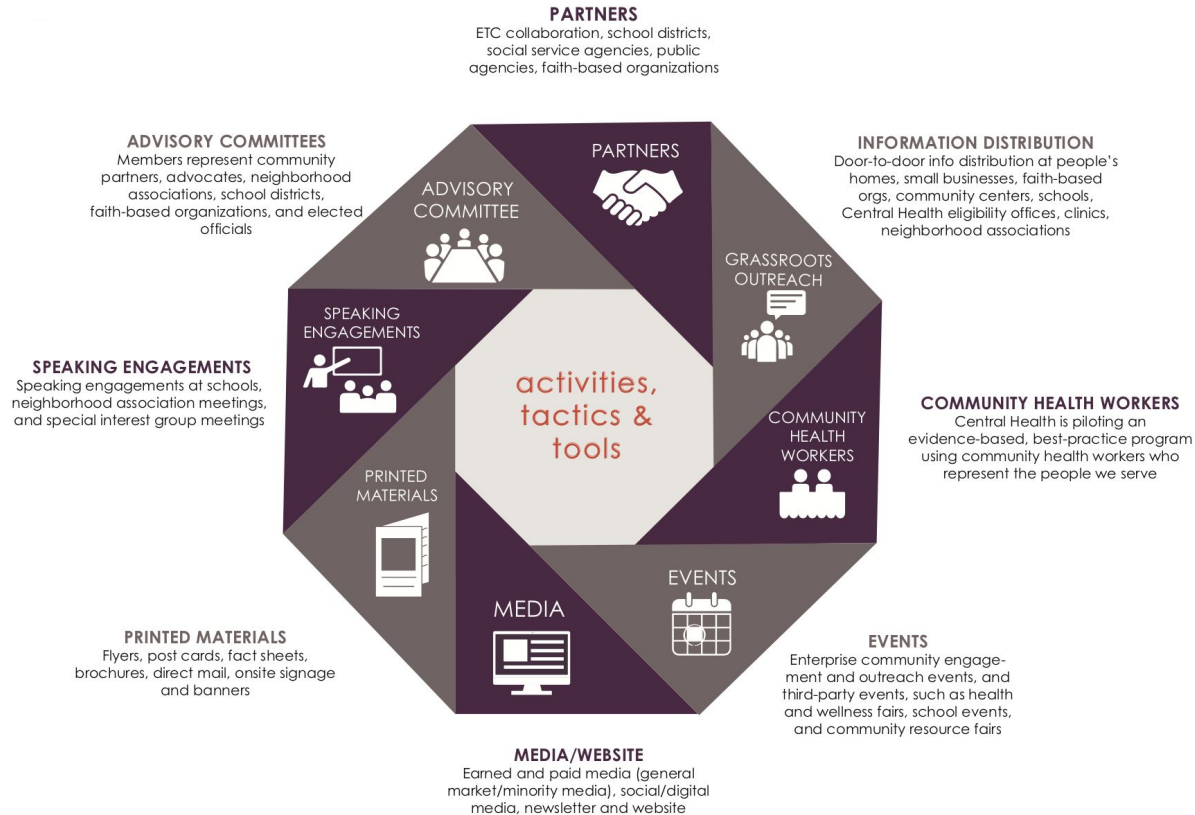 PARTNERS
ETC collaboration, school districts,
social service agencies, public
agencies, faith-based organizations
ADVISORY COMMITTEES
Members represent community
partners, advocates, neighborhood
associations, school districts,
faith-based organizations, and elected
officials
INFORMATION DISTRIBUTION
Door-to-door info distribution at people's
homes, small businesses, faith-based
orgs, community centers, schools,
Central Health eligibility offices, clinics,
neighborhood associations
PARTNERS
ADVISORY
COMMITTEE
GRASSROOTS
OUTREACH
SPEAKING
ENGAGEMENTS
SPEAKING ENGAGEMENTS
Speaking engagements at schools,
neighborhood association meetings,
and special interest group meetings
activities,
tactics &
tools
COMMUNITY
HEALTH
WORKERS
COMMUNITY HEALTH WORKERS
Central Health is piloting an
evidence-based, best-practice program
using community health workers who
represent the people we serve
PRINTED
MATERIALS
EVENTS
MEDIA
PRINTED MATERIALS
Flyers, post cards, fact sheets,
brochures, direct mail, onsite signage
and banners
EVENTS
Enterprise community engage-
ment and outreach events, and
third-party events, such as health
and wellness fairs, school events,
and community resource fairs
MEDIA/WEBSITE
Earned and paid media (general
market/minority media), social/digital
media, newsletter and website